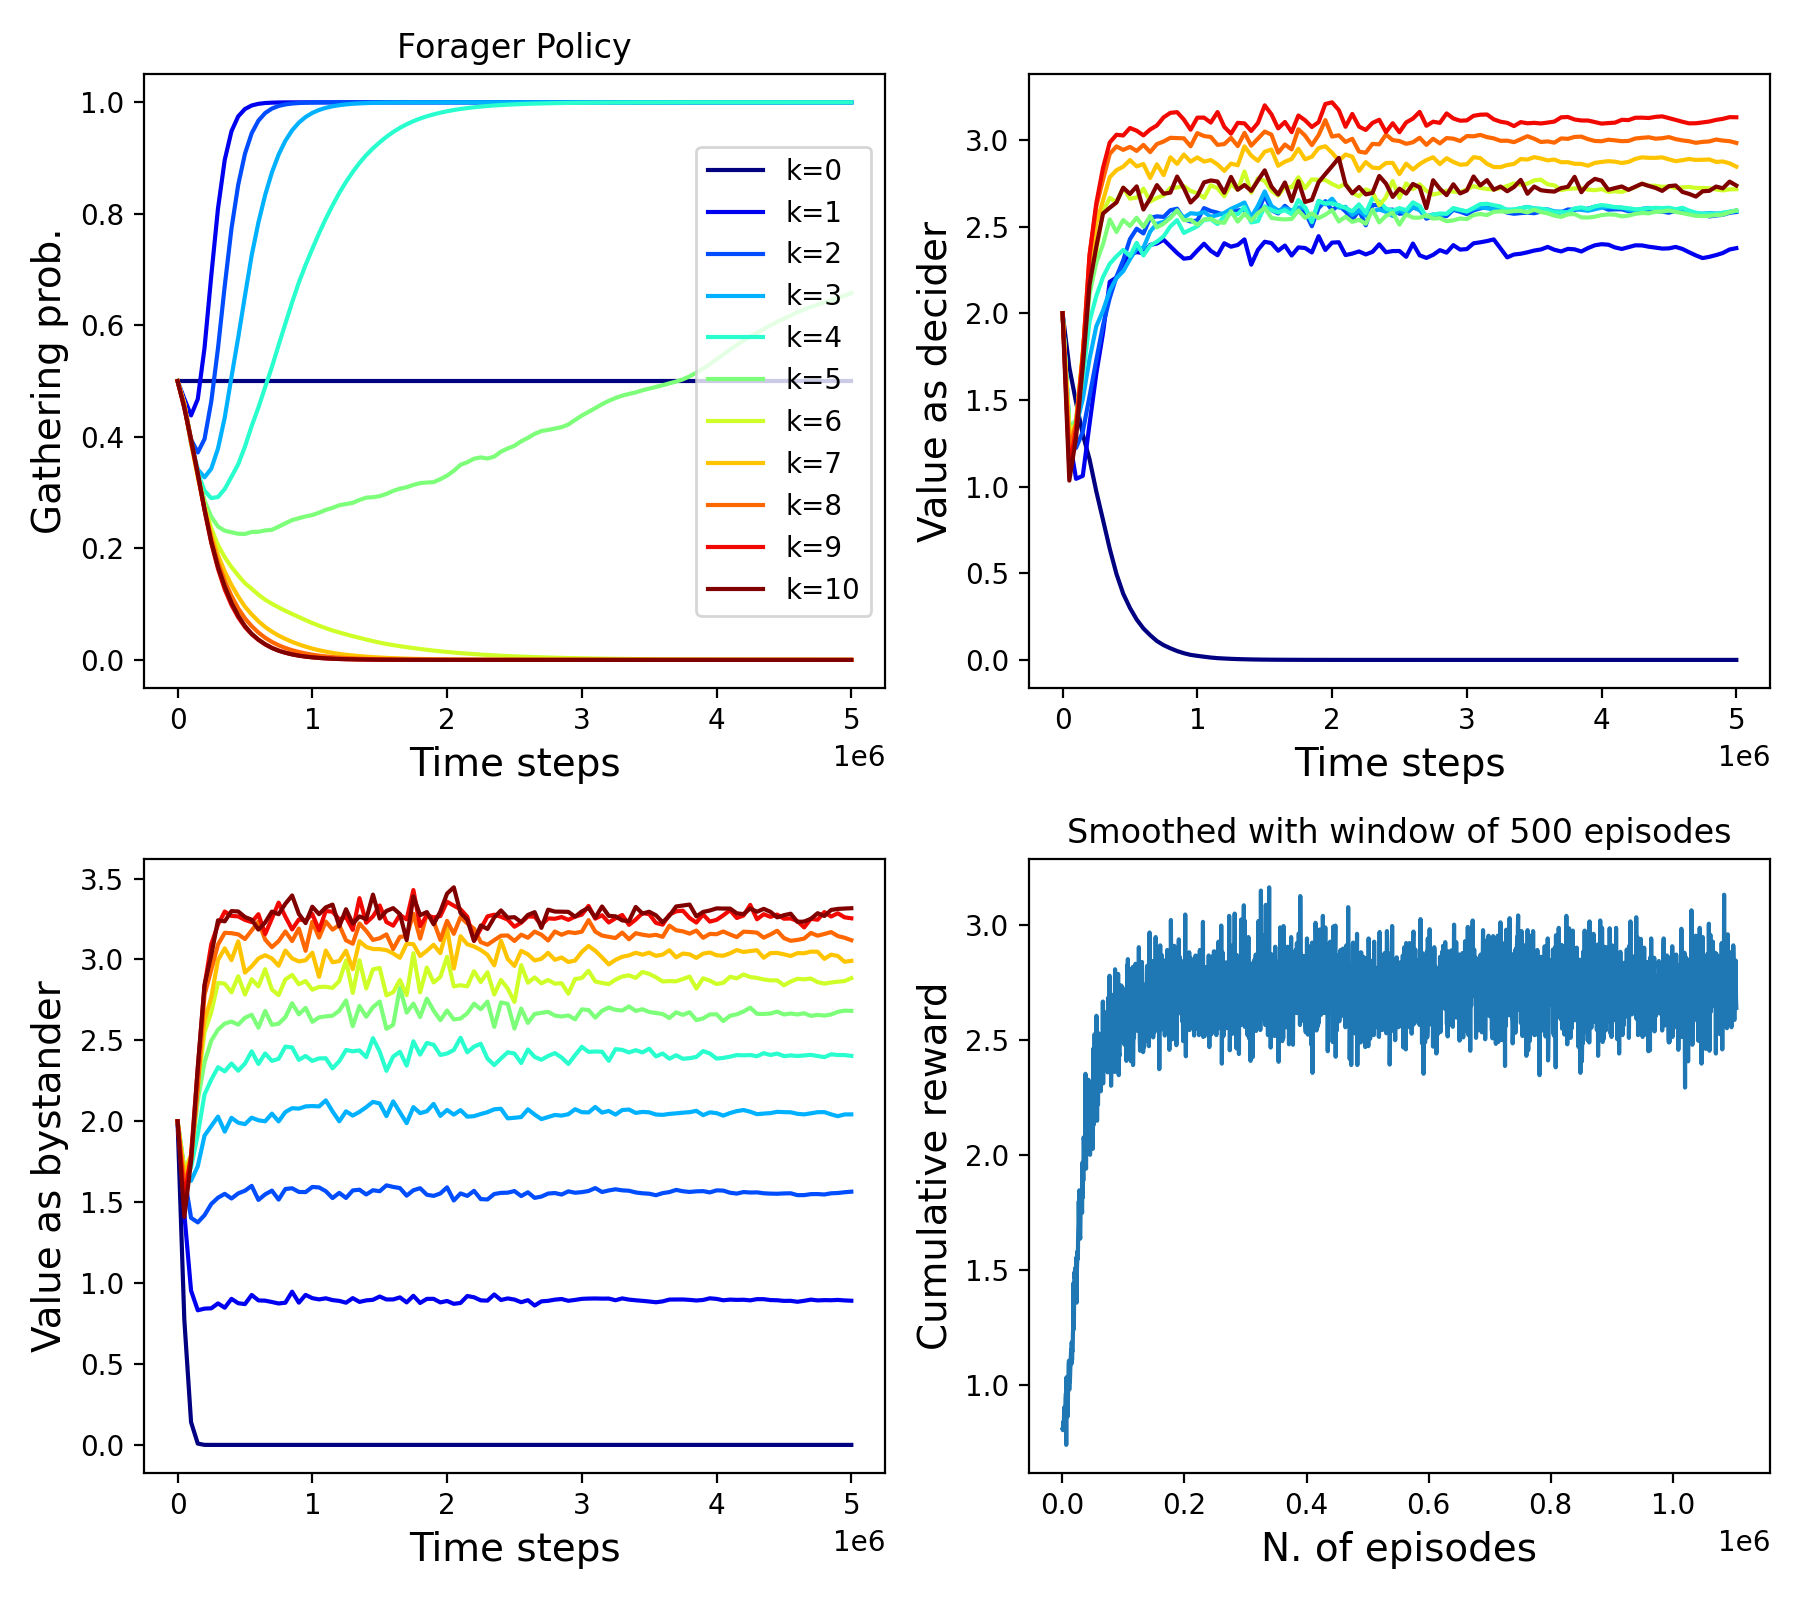 Forager Policy
Gathering prob.
1.0
0.8
0.6
0.4
0.2
0.0
k=0
k=1
k=2
k=3
k=4
k=5
k=6
k=7
k=8
k=9
k=10
0 1 2 3 4 5
1e6
Time steps
Value as decider
3.0
2.5
2.0
1.5
1.0
0.5
0.0
0 1 2 3 4 5
1e6
Time steps
Value as bystander
3.5
3.0
2.5
2.0
1.5
1.0
0.5
0.0
0 1 2 3 4 5
1e6
Time steps
Smoothed with window of 500 episodes
Cumulative reward
3.0
2.5
2.0
1.5
1.0
0.0 0.2 0.4 0.6 0.8 1.0
1e6
N. of episodes